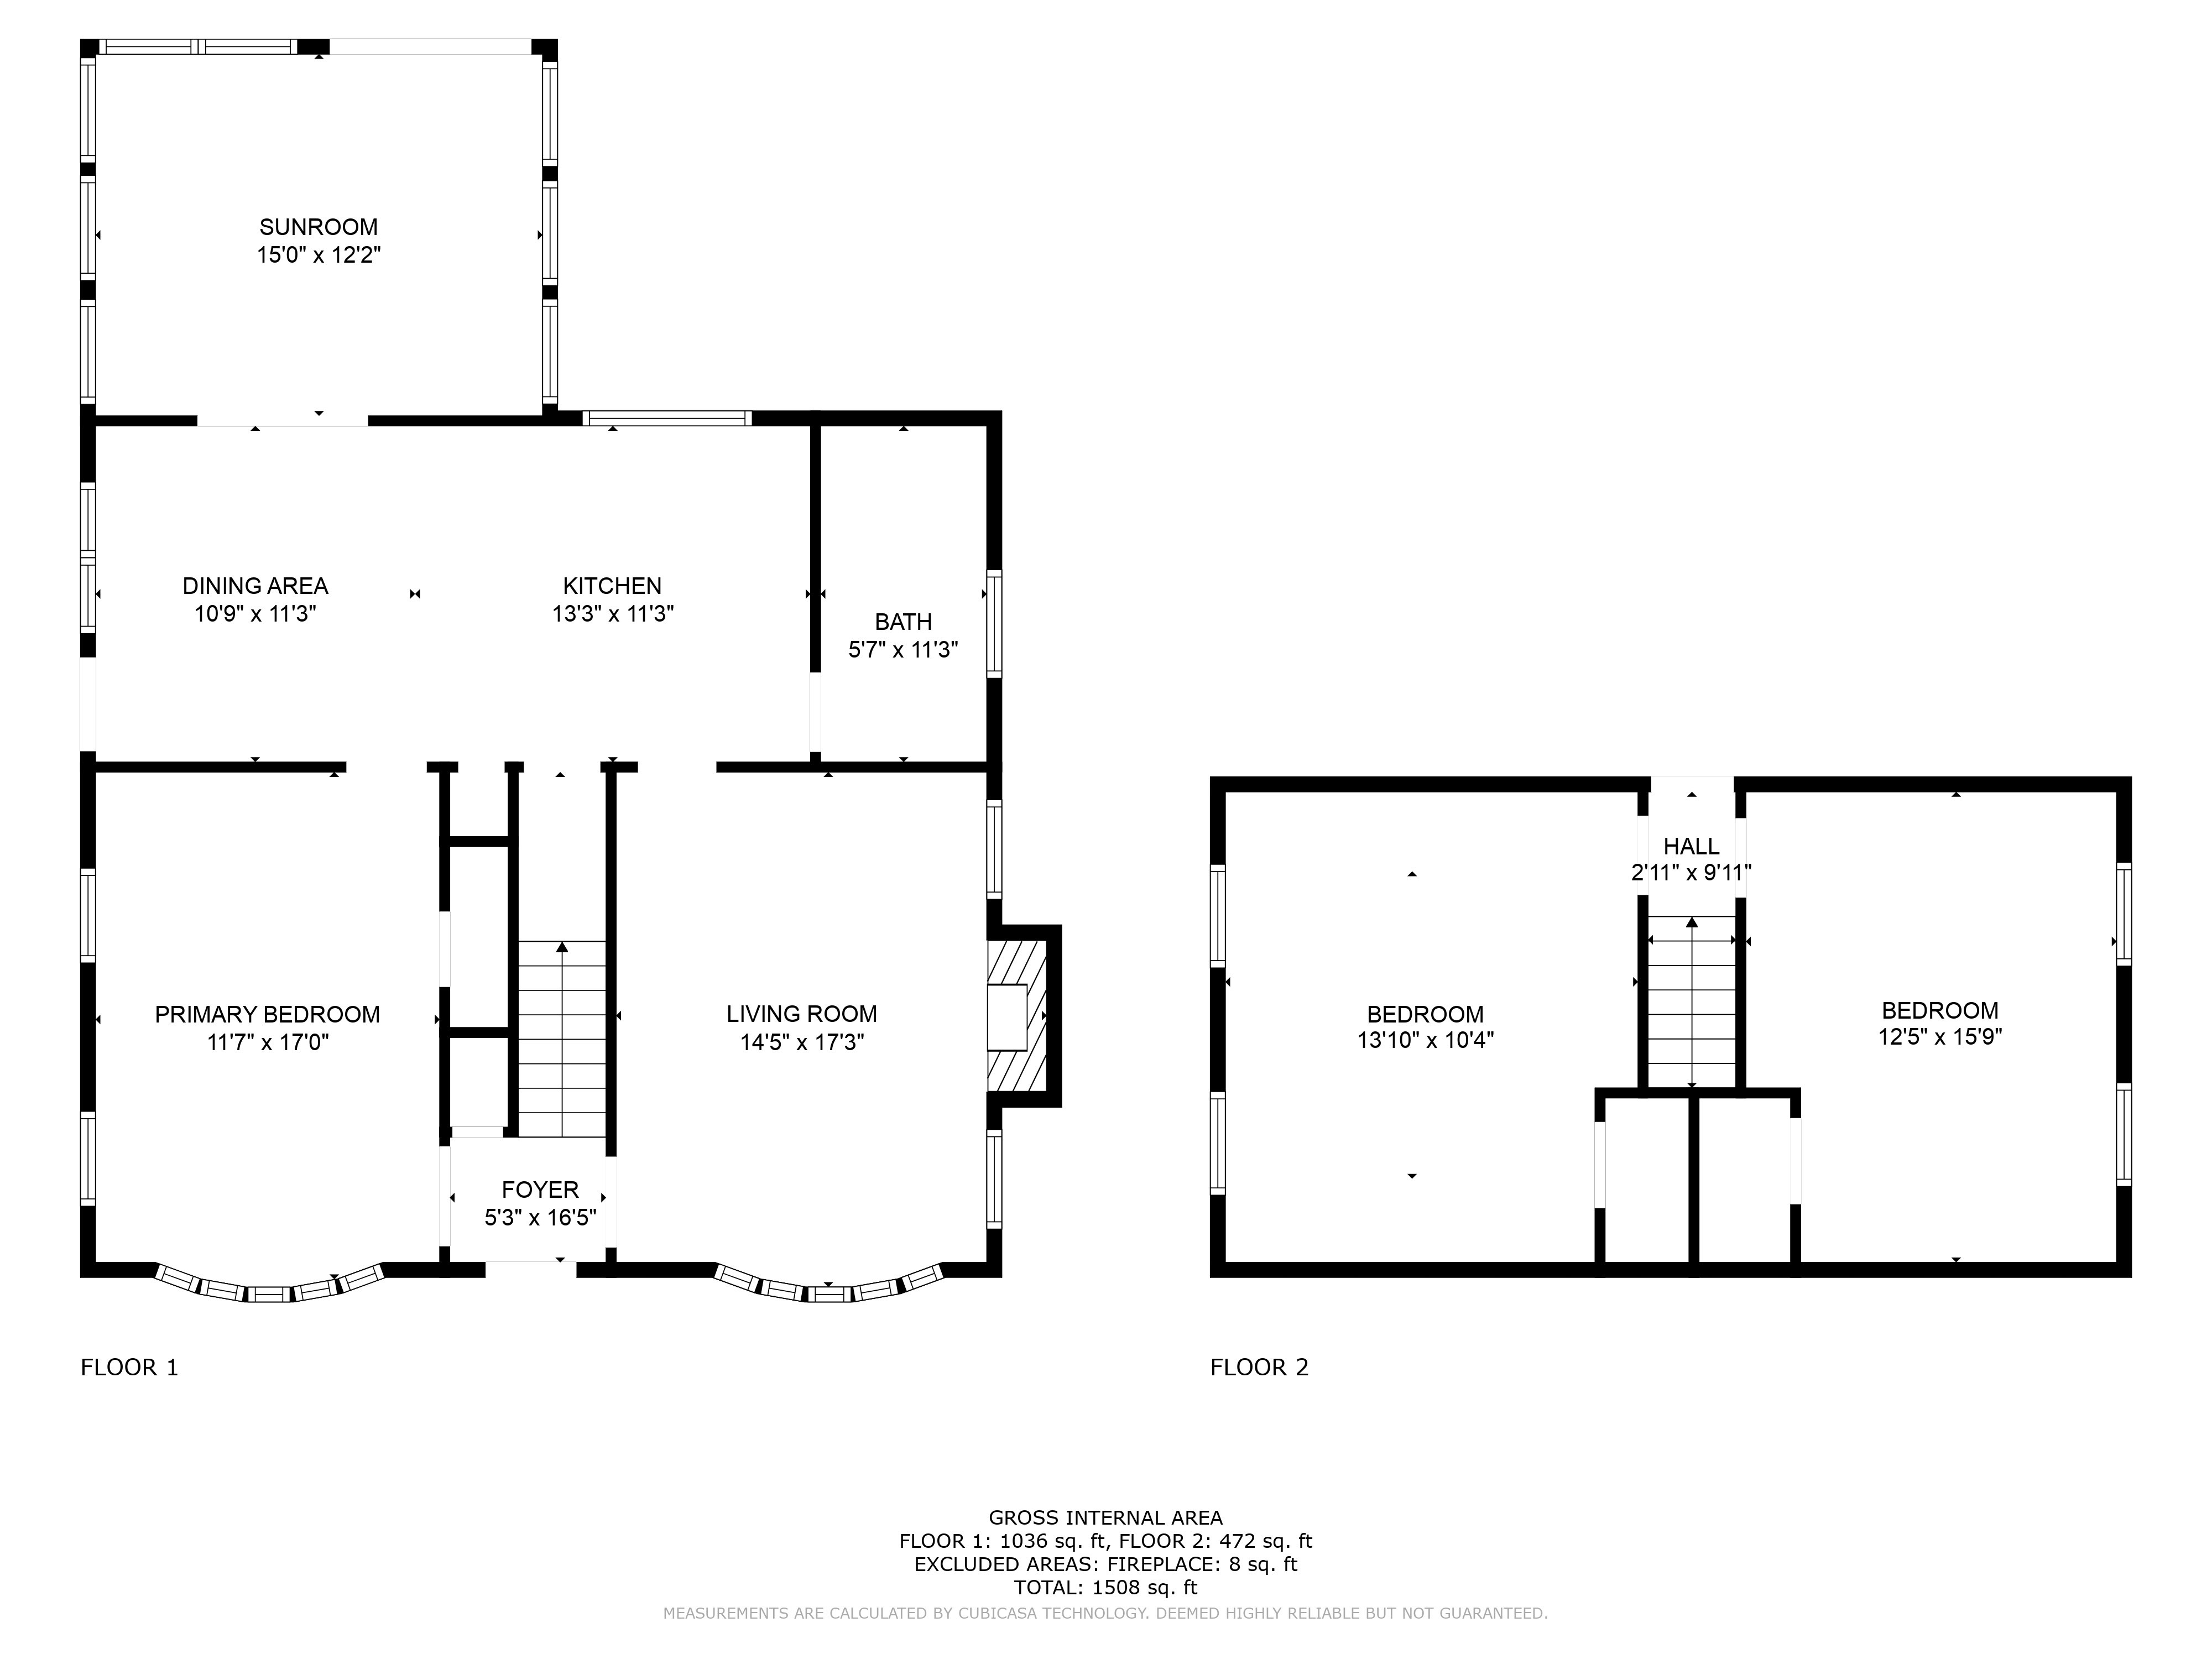 SUNROOM
15'0" x 12'2"
DINING AREA
10'9" x 11'3"
KITCHEN
13'3" x 11'3"
BATH
5'7" x 11'3"
PRIMARY BEDROOM
11'7" x 17'0"
LIVING ROOM
14'5" x 17'3"
FOYER
5'3" x 16'5"
FLOOR 1
HALL
2'11" x 9'11"
BEDROOM
13'10" x 10'4"
BEDROOM
12'5" x 15'9"
FLOOR 2
GROSS INTERNAL AREA
FLOOR 1: 1036 sq. ft, FLOOR 2: 472 sq. ft
EXCLUDED AREAS: FIREPLACE: 8 sq. ft
TOTAL: 1508 sq. ft
MEASUREMENTS ARE CALCULATED BY CUBICASA TECHNOLOGY. DEEMED HIGHLY RELIABLE BUT NOT GUARANTEED.